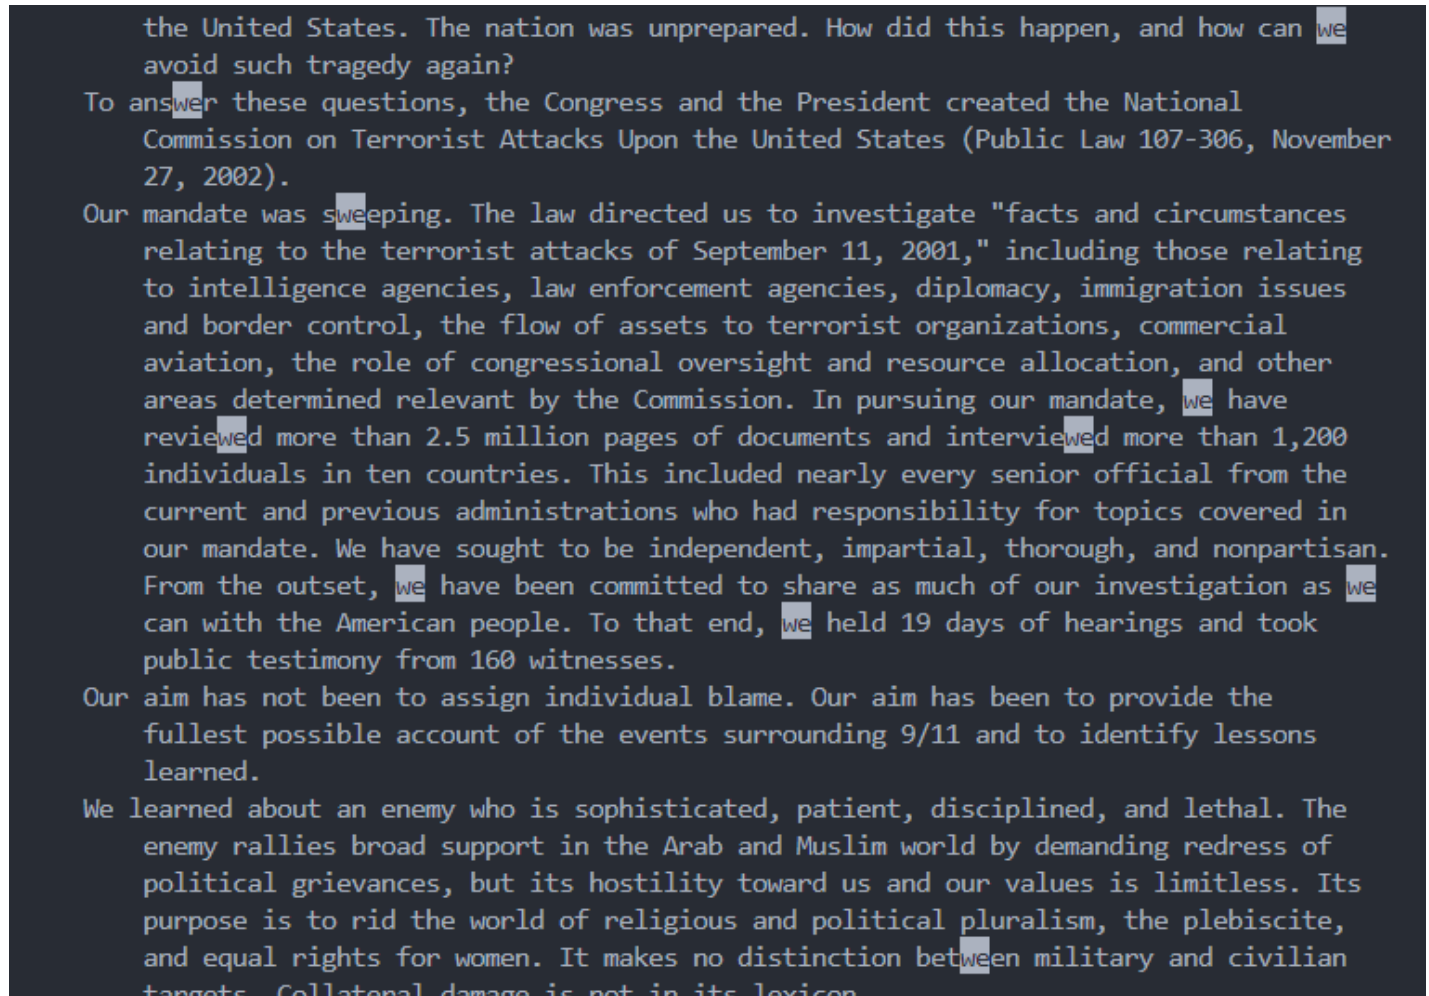 the United States. The nation was unprepared. How did this happen, and how can we
avoid such tragedy again?
To answer these questions, the Congress and the President created the National
Commission on Terrorist Attacks Upon the United States (Public Law 107-306, November
27, 2002).
Our mandate was sweeping. The law directed us to investigate "facts and circumstances
relating to the terrorist attacks of September 11, 2001," including those relating
to intelligence agencies, law enforcement agencies, diplomacy, immigration issues
and border control, the flow of assets to terrorist organizations, commercial
aviation, the role of congressional oversight and resource allocation, and other
areas determined relevant by the Commission. In pursuing our mandate, we have
reviewed more than 2.5 million pages of documents and interviewed more than 1,200
individuals in ten countries. This included nearly every senior official from the
current and previous administrations who had responsibility for topics covered in
our mandate. We have sought to be independent, impartial, thorough, and nonpartisan.
From the outset, we have been committed to share as much of our investigation as we
can with the American people. To that end, we held 19 days of hearings and took
public testimony from 160 witnesses.
Our aim has not been to assign individual blame. Our aim has been to provide the
fullest possible account of the events surrounding 9/11 and to identify lessons
learned.
We learned about an enemy who is sophisticated, patient, disciplined, and lethal. The
enemy rallies broad support in the Arab and Muslim world by demanding redress of
political grievances, but its hostility toward us and our values is limitless. Its
purpose is to rid the world of religious and political pluralism, the plebiscite,
and equal rights for women. It makes no distinction between military and civilian
targets. Collateral damage is not in its lexicon.